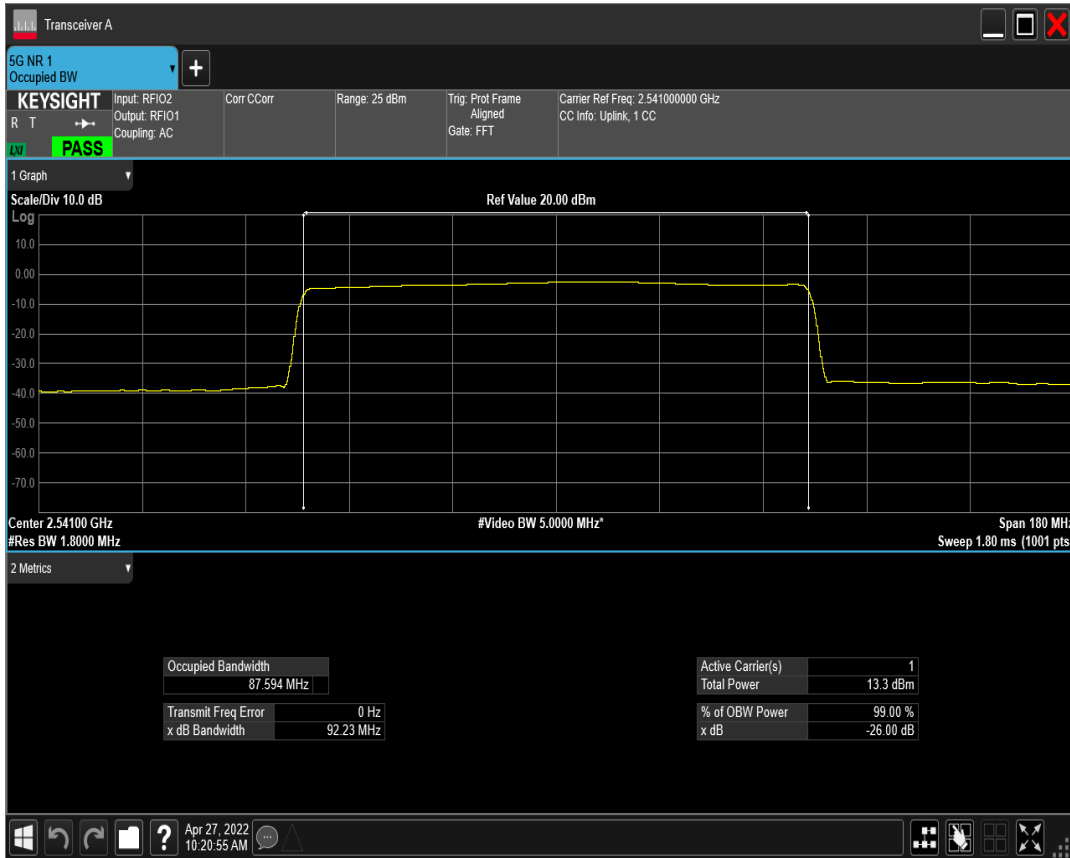 Transceiver A
5G NR 1
Occupied BW
+
KEYSIGHT
R T
LXI
PASS
Input: RFIO2
Output: RFIO1
Coupling: AC
Corr CCorr
Range: 25 dBm
Trig: Prot Frame
Aligned
Gate: FFT
Carrier Ref Freq: 2.541000000 GHz
CC Info: Uplink, 1 CC
1 Graph
Scale/Div 10.0 dB
Ref Value 20.00 dBm
Log
10.0
0.00
-10.0
-20.0
-30.0
-40.0
-50.0
-60.0
-70.0
Center 2.54100 GHz
#Video BW 5.0000 MHz*
Span 180 MHz
#Res BW 1.8000 MHz
Sweep 1.80 ms (1001 pts
2 Metrics
Occupied Bandwidth
87.594 MHz
Transmit Freq Error 0 Hz
x dB Bandwidth 92.23 MHz
Active Carrier(s) 1
Total Power 13.3 dBm
% of OBW Power 99.00 %
x dB -26.00 dB
?
Apr 27, 2022
10:20:55 AM